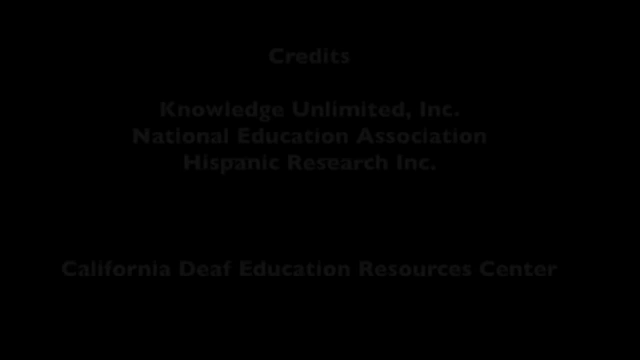 Credits
Knowledge Unlimited, Inc.
National Education Association
Hispanic Research Inc.
California Deaf Education Resources Center